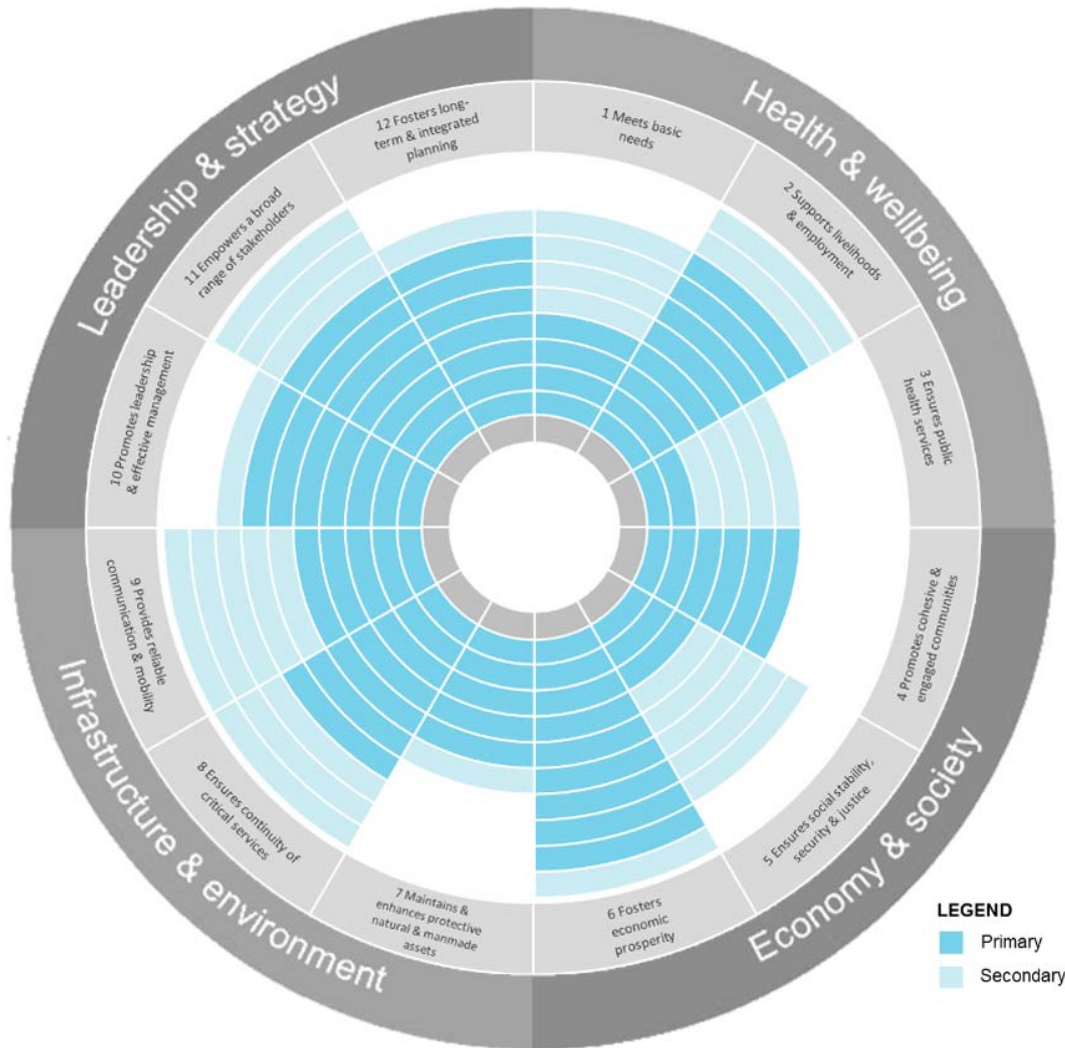 Health & wellbeing
1 Meets basic
needs
2 Supports livelihoods
& employment
3 Ensures public
health services
Economy & society
4 Promotes cohesive &
engaged communities
5 Ensures social stability,
security & justice
6 Fosters
economic
prosperity
Infrastructure & environment
7 Maintains &
enhances protective
natural & manmade
assets
8 Ensures continuity of
critical services
9 Provides reliable
communication & mobility
Leadership & strategy
10 Promotes leadership
& effective management
11 Empowers a broad
range of stakeholders
12 Fosters long-
term & integrated
planning
LEGEND
Primary
Secondary